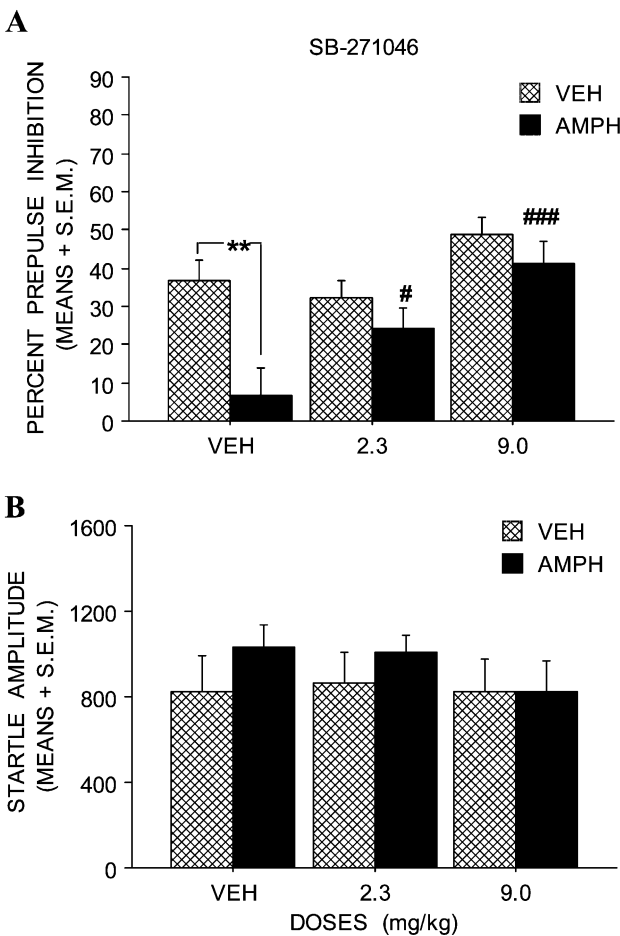 A
SB-271046
PERCENT PREPULSE INHIBITION
(MEANS + S.E.M.)
90
80
70
60
50
40
30
20
10
0
VEH
AMPH
**
#
###
VEH
2.3
9.0
B
STARTLE AMPLITUDE
(MEANS + S.E.M.)
1600
1200
800
400
0
VEH
AMPH
VEH
2.3
9.0
DOSES (mg/kg)